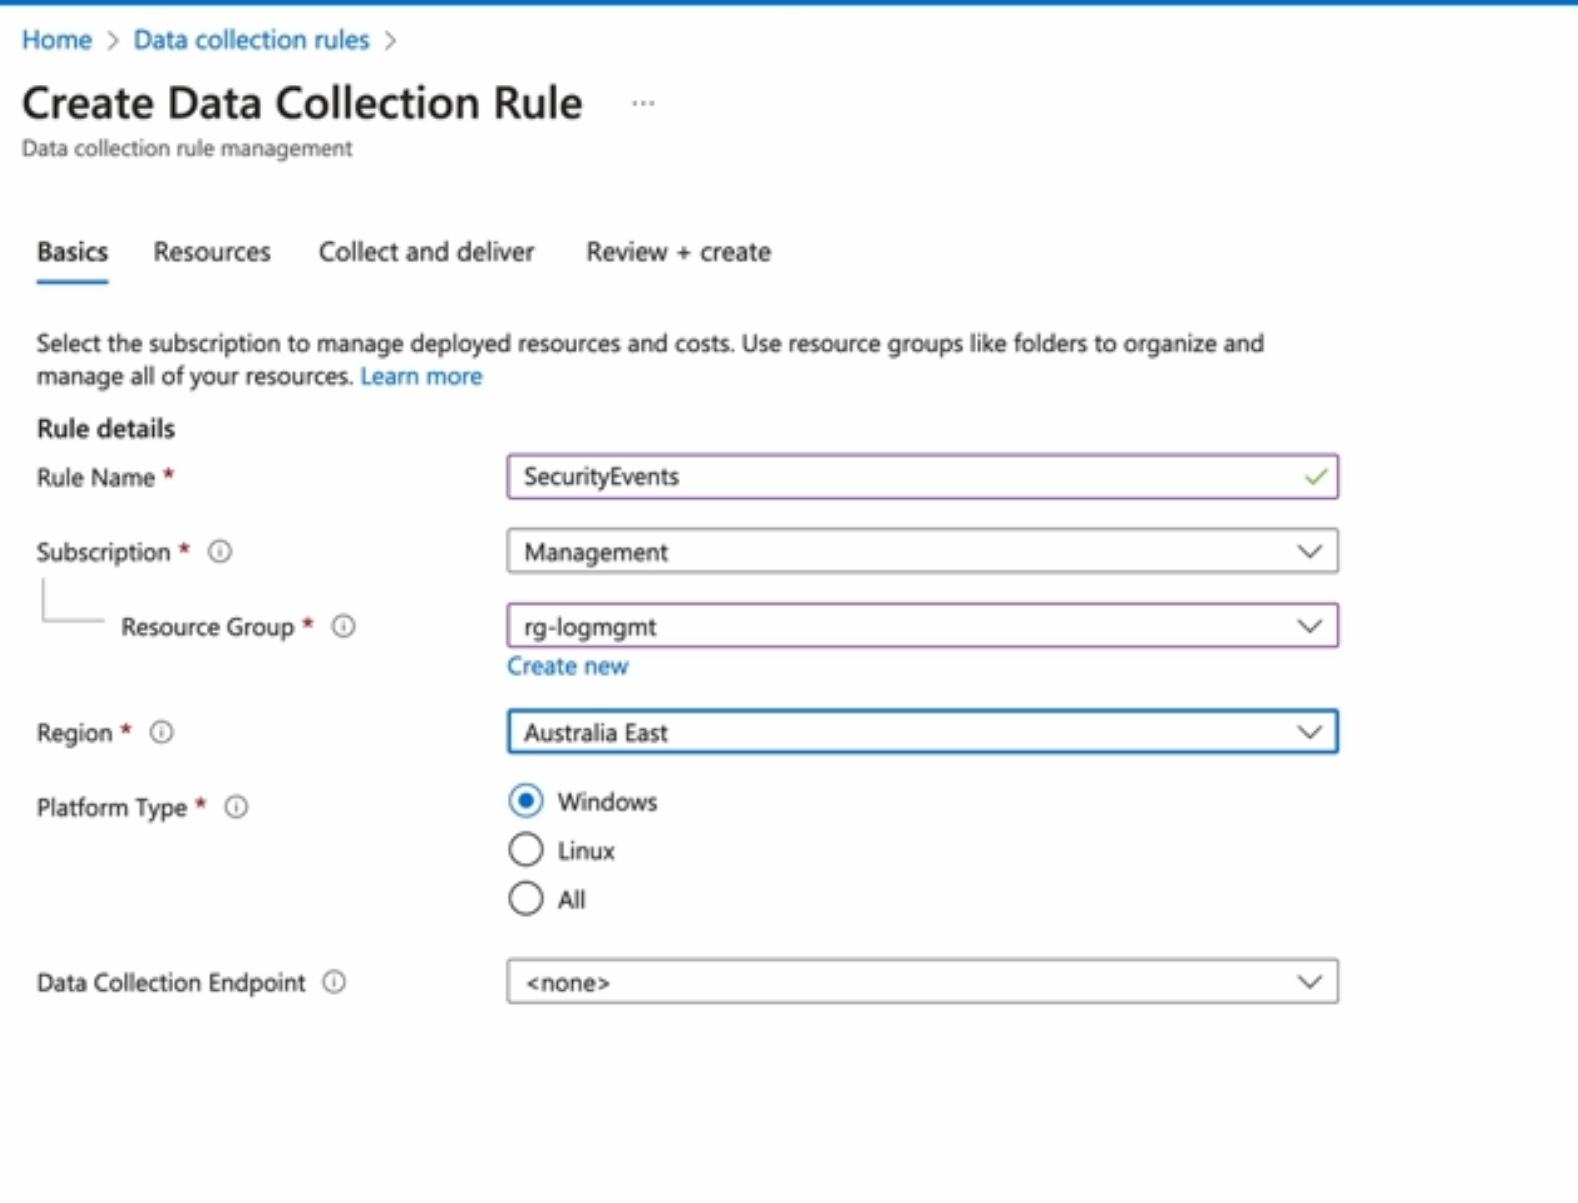 Home > Data collection rules >
Create Data Collection Rule ...
Data collection rule management
Basics Resources Collect and deliver Review + create
Select the subscription to manage deployed resources and costs. Use resource groups like folders to organize and
manage all of your resources. Learn more
Rule details
Rule Name * SecurityEvents
Subscription * Management
Resource Group * rg-logmgmt
Create new
Region * Australia East
Platform Type * Windows
Linux
All
Data Collection Endpoint <none>